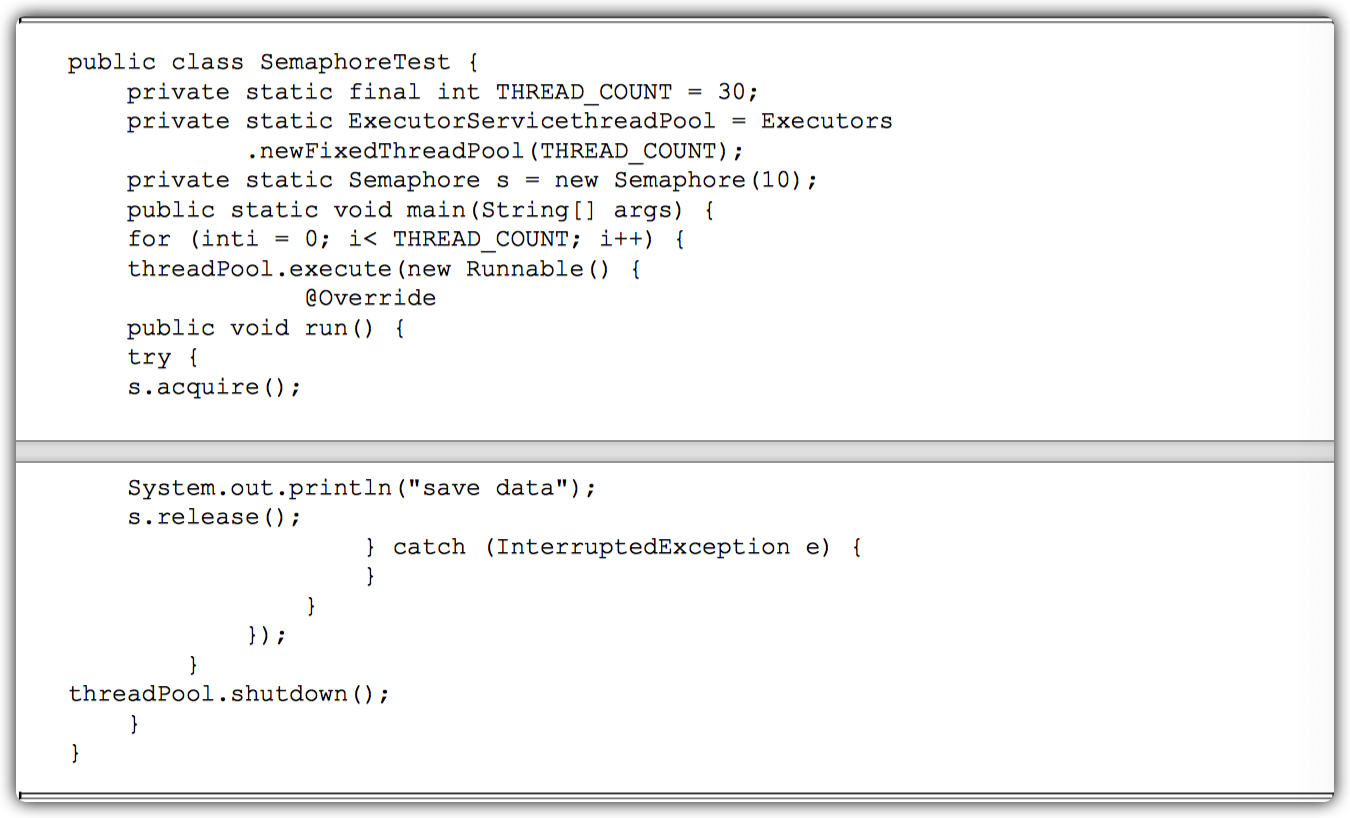 public class SemaphoreTest {
    private static final int THREAD_COUNT = 30;
    private static ExecutorServicethreadPool = Executors
            .newFixedThreadPool(THREAD_COUNT);
    private static Semaphore s = new Semaphore(10);
    public static void main(String[] args) {
    for (inti = 0; i< THREAD_COUNT; i++) {
    threadPool.execute(new Runnable() {
                @Override
    public void run() {
    try {
    s.acquire();
    System.out.println("save data");
    s.release();
                    } catch (InterruptedException e) {
                    }
                }
            });
        }
threadPool.shutdown();
    }
}